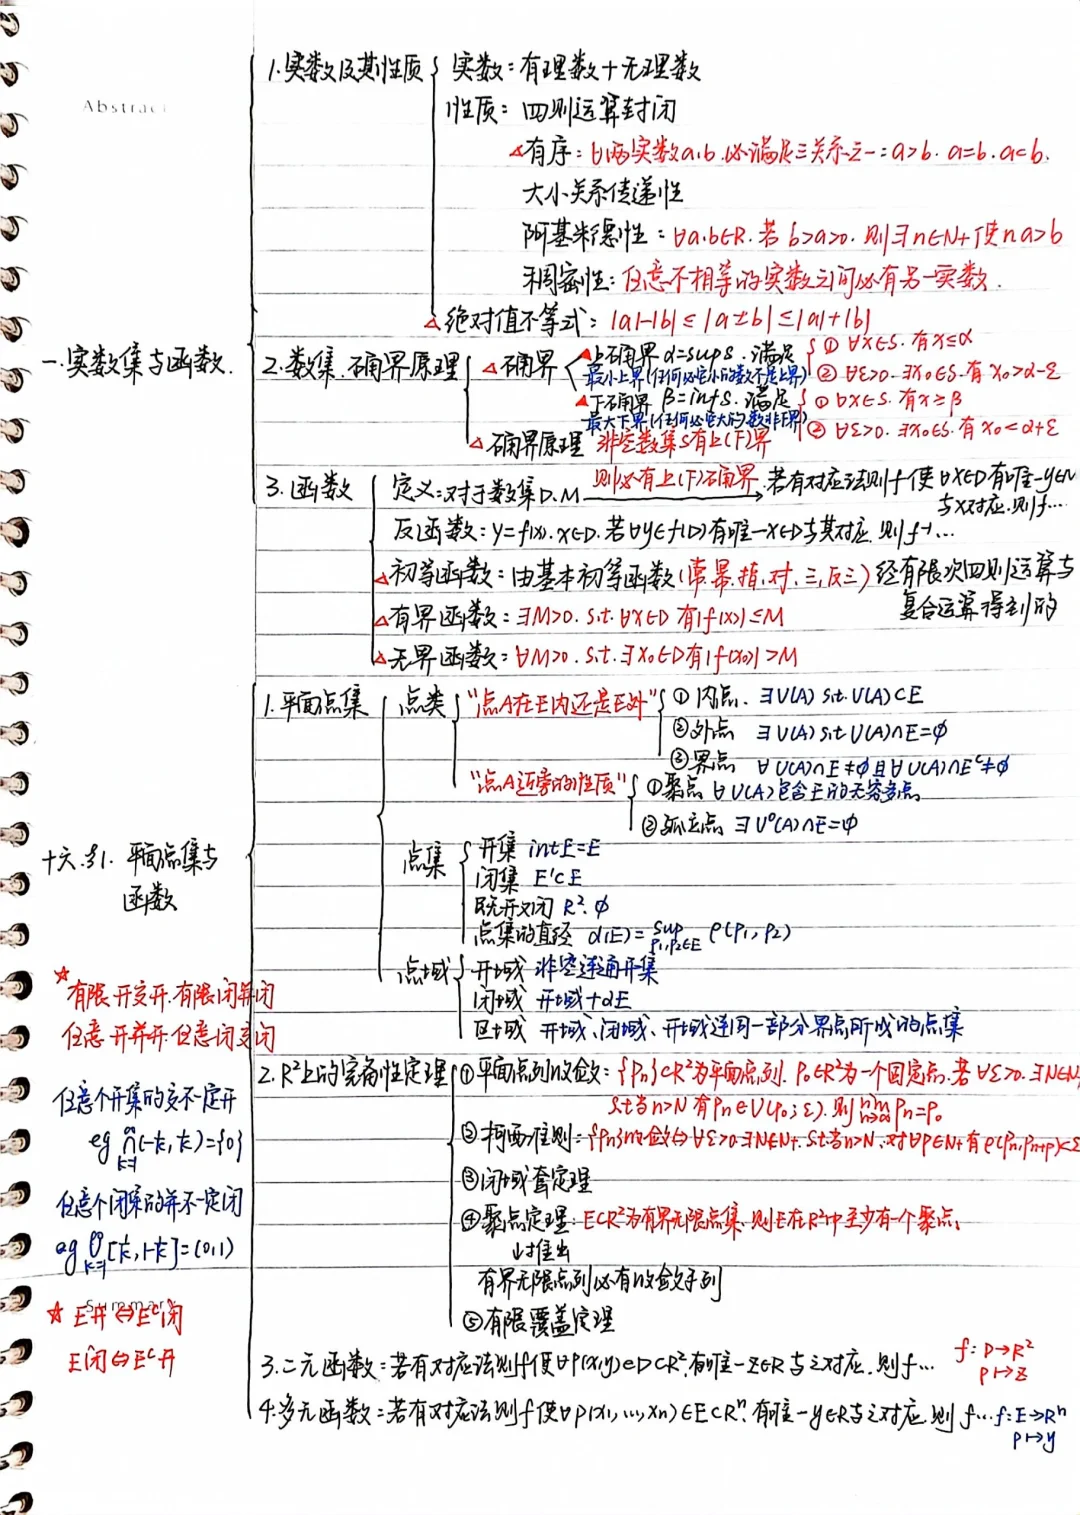 Abstract
一.实数集与函数.
1.实数及其性质
实数：有理数+无理数
性质：四则运算封闭
△有序：∀两实数a.b.必满足三关系之一：a>b. a=b. a<b.
大小关系传递性
阿基米德性：∀a.b∈R.若b>a>0.则∃n∈N+使na>b
稠密性：任意不相等的实数之间必有另一实数.
△绝对值不等式：|a|-|b|≤|a±b|≤|a|+|b|
2.数集.确界原理
△确界
▲上确界α=sups.满足
最小上界(任何比它小的数不是上界)
①∀x∈S.有x≤α
②∀ε>0.∃x₀∈S.有x₀>α-ε
▲下确界β=infs.满足
最大下界(任何比它大的数非下界)
①∀x∈S.有x≥β
②∀ε>0.∃x₀∈S.有x₀<α+ε
△确界原理 非空数集S有上(下)界
则必有上(下)确界
3.函数
定义：对于数集D.M 若有对应法则f使∀x∈D有唯一y∈M
与x对应.则f…
反函数：y=f(x).x∈D.若∀y∈f(D)有唯一x∈D与其对应.则f⁻¹…
△初等函数：由基本初等函数(常.幂.指.对.三.反三)经有限次四则运算与
复合运算得到的
△有界函数：∃M>0.s.t.∀x∈D有|f(x)|≤M
△无界函数：∀M>0.s.t.∃x₀∈D有|f(x₀)|>M
十六.§1.平面点集与
函数
1.平面点集
点类
"点A在E内还是E外"
①内点.∃U(A) s.t.U(A)⊂E
②外点 ∃U(A) s.t U(A)∩E=∅
③界点 ∀U(A)∩E≠∅且∀U(A)∩Eᶜ≠∅
"点A近旁的性质"
①聚点 ∀U(A)包含E的无穷多点
②孤立点 ∃U°(A)∩E=∅
点集
开集 intE=E
闭集 E'⊂E
既开又闭 R².∅
点集的直径 d(E)=sup ρ(p₁,p₂)
p₁,p₂∈E
点域
开域 非空连通开集
闭域 开域+∂E
区域 开域、闭域、开域连同一部分界点所成的点集
☆有限开交开.有限闭并闭
任意开并开.任意闭交闭
任意个开集的交不一定开
eg ∞∩k=1(-1/k,1/k)={0}
任意个闭集的并不一定闭
eg ∞∪k=1[1/k,1-1/k]=(0,1)
Summary
☆ E开⇔Eᶜ闭
E闭⇔Eᶜ开
2.R²上的完备性定理
①平面点列收敛：{Pn}⊂R²为平面点列.P₀∈R²为一个固定点.若∀ε>0.∃N∈N+
s.t当n>N有Pn∈U(P₀;ε).则lim n→∞ Pn=P₀
②柯西准则：{Pn}收敛⇔∀ε>0.∃N∈N+.s.t当n>N.对∀p∈N+有ρ(Pn,Pn+p)<ε
③闭域套定理
④聚点定理：E⊂R²为有界无限点集.则E在R²中至少有一个聚点.
↓推出
有界无限点列必有收敛子列
⑤有限覆盖定理
3.二元函数：若有对应法则f使∀P(x,y)∈D⊂R².有唯一z∈R与之对应.则f…
f:D→R²
P↦z
4.多元函数：若有对应法则f使∀P(x₁,…,xn)∈E⊂Rⁿ.有唯一y∈R与之对应.则f… f:E→Rⁿ
P↦y